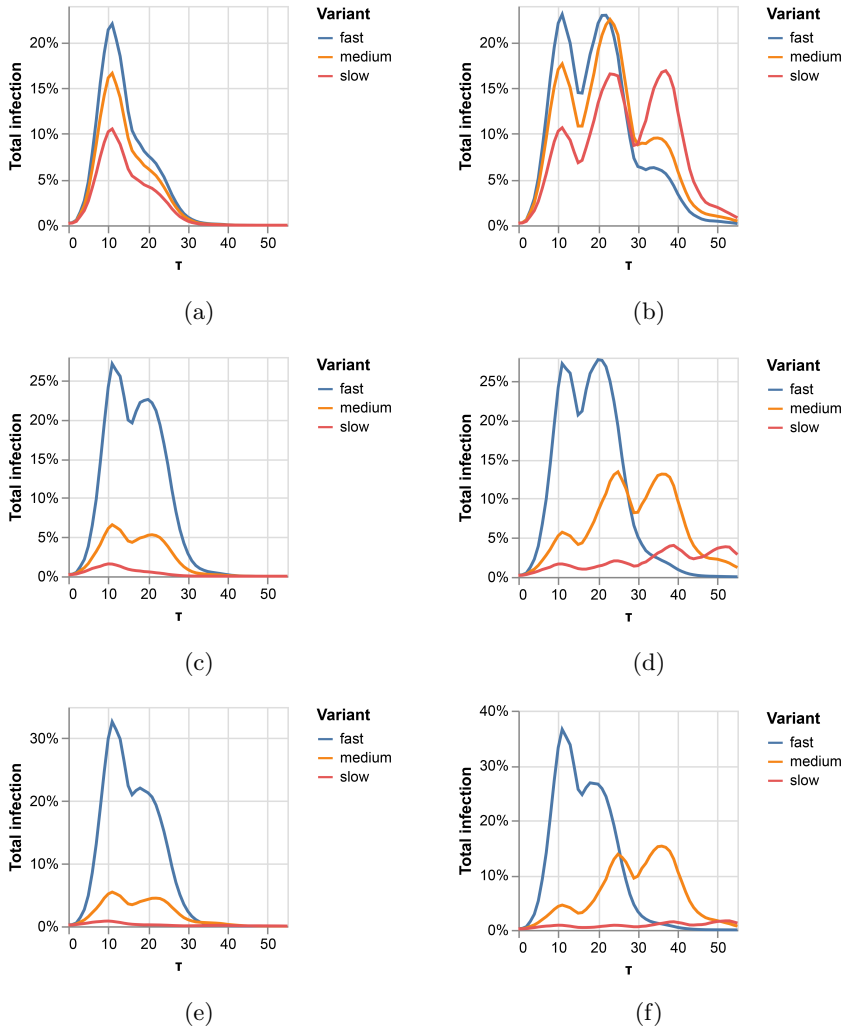 Variant
fast
medium
slow
Total infection
20%
15%
10%
5%
0%
0 10 20 30 40 50
τ
(a)
Variant
fast
medium
slow
Total infection
20%
15%
10%
5%
0%
0 10 20 30 40 50
τ
(b)
Variant
fast
medium
slow
Total infection
25%
20%
15%
10%
5%
0%
0 10 20 30 40 50
τ
(c)
Variant
fast
medium
slow
Total infection
25%
20%
15%
10%
5%
0%
0 10 20 30 40 50
τ
(d)
Variant
fast
medium
slow
Total infection
30%
20%
10%
0%
0 10 20 30 40 50
τ
(e)
Variant
fast
medium
slow
Total infection
40%
30%
20%
10%
0%
0 10 20 30 40 50
τ
(f)